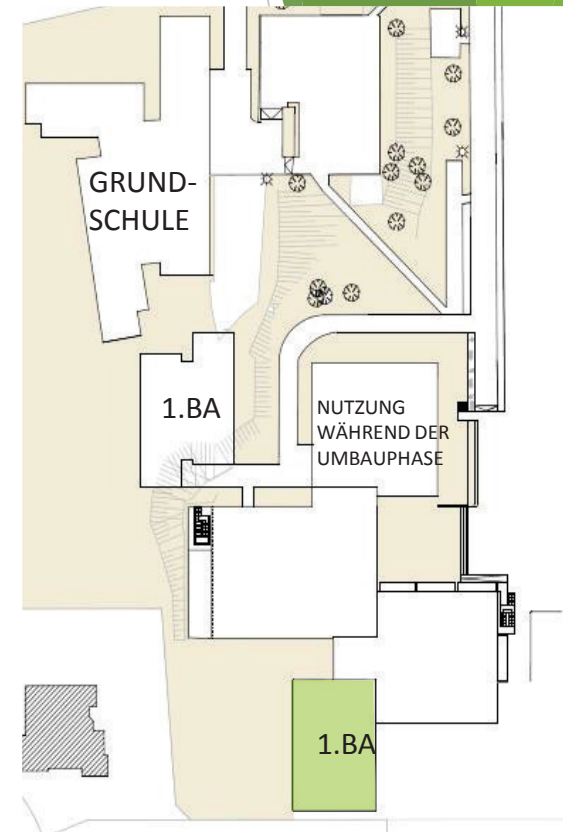 GRUND-
SCHULE
1.BA
NUTZUNG
WÄHREND DER
UMBAUPHASE
1.BA